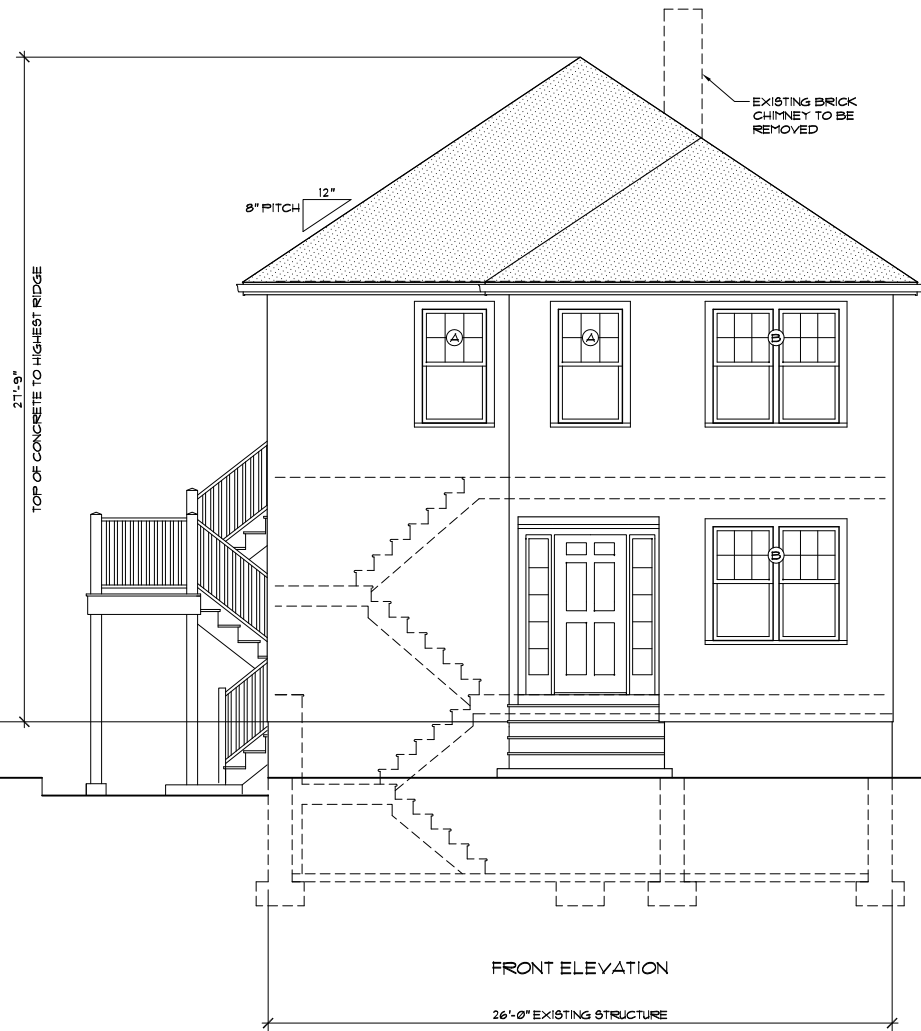 EXISTING BRICK
CHIMNEY TO BE
REMOVED
12"
8" PITCH
27'-9"
TOP OF CONCRETE TO HIGHEST RIDGE
A
A
B
B
FRONT ELEVATION
26'-0" EXISTING STRUCTURE